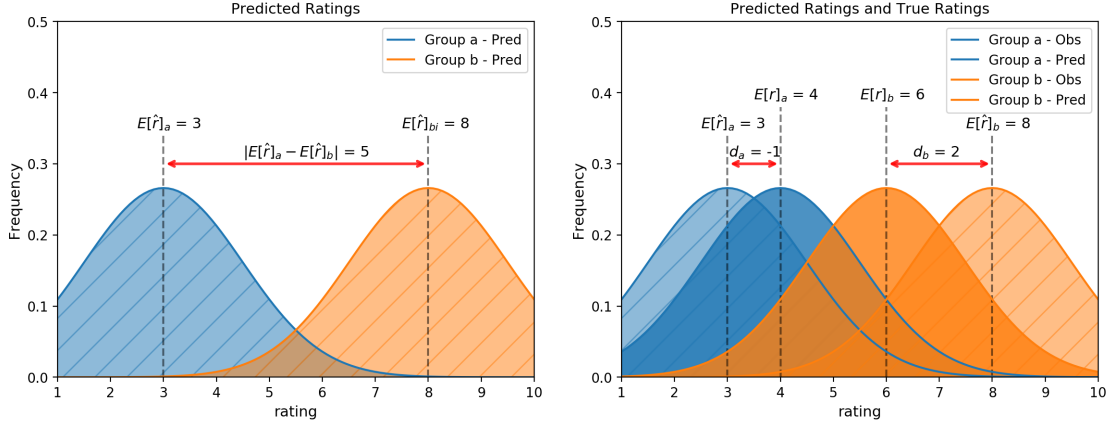 Predicted Ratings
0.5
0.4
0.3
0.2
0.1
0.0
Frequency
Group a - Pred
Group b - Pred
E[r̂]ₐ = 3
E[r̂]bi = 8
|E[r̂]ₐ − E[r̂]b| = 5
1 2 3 4 5 6 7 8 9 10
rating
Predicted Ratings and True Ratings
0.5
0.4
0.3
0.2
0.1
0.0
Frequency
Group a - Obs
Group a - Pred
Group b - Obs
Group b - Pred
E[r]ₐ = 4
E[r]b = 6
E[r̂]ₐ = 3
E[r̂]b = 8
dₐ = -1
db = 2
1 2 3 4 5 6 7 8 9 10
rating